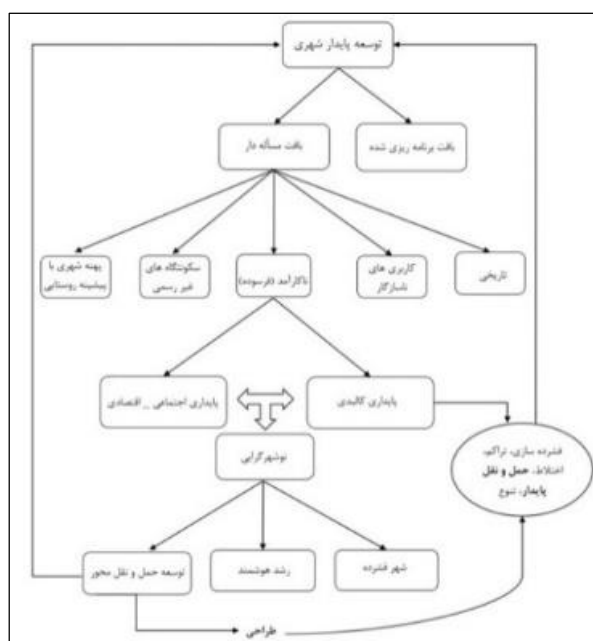 توسعه پایدار شهری
بافت برنامه ریزی شده
بافت مسأله دار
تاریخی
کاربری های
ناسازگار
ناکارآمد (فرسوده)
سکونتگاه های
غیر رسمی
پهنه شهری با
پیشینه روستایی
پایداری کالبدی
پایداری اجتماعی _ اقتصادی
نوشهرگرایی
فشرده سازی، تراکم،
اختلاط، حمل و نقل
پایدار، تنوع
شهر فشرده
رشد هوشمند
توسعه حمل و نقل محور
طراحی